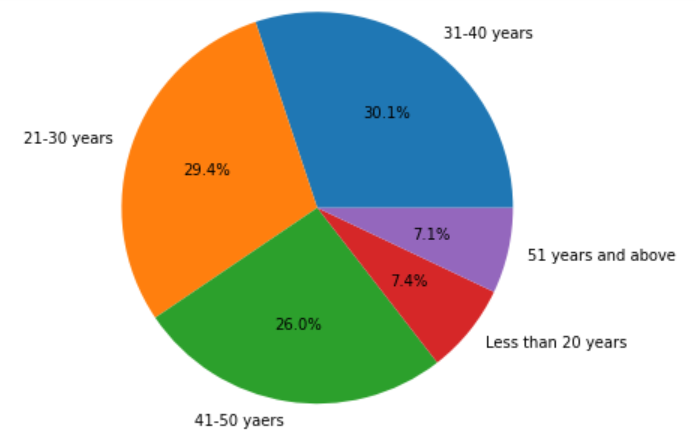 31-40 years
30.1%
21-30 years
29.4%
7.1%
51 years and above
7.4%
26.0%
Less than 20 years
41-50 yaers